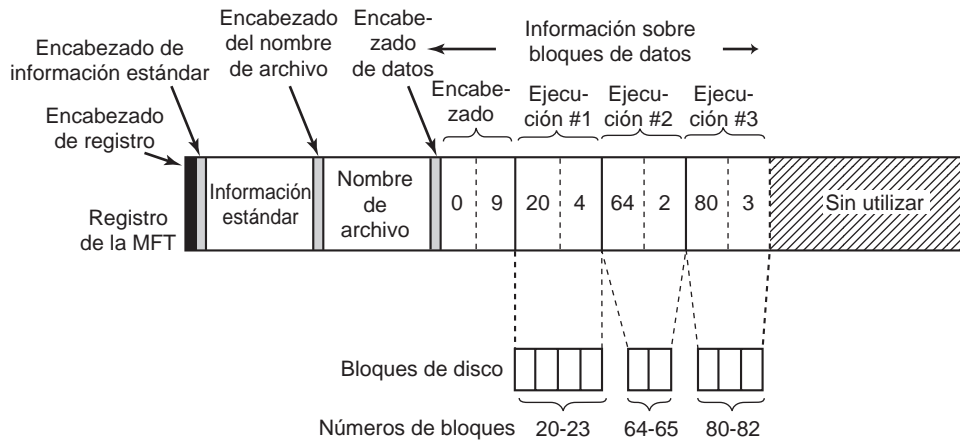 Encabezado de
información estándar
Encabezado
de registro
Encabezado
del nombre
de archivo
Encabe-
zado
de datos
Información sobre
bloques de datos
Encabe-
zado
Ejecu-
ción #1
Ejecu-
ción #2
Ejecu-
ción #3
Registro
de la MFT
Información
estándar
Nombre
de
archivo
0 9 20 4 64 2 80 3
Sin utilizar
Bloques de disco
Números de bloques 20-23 64-65 80-82